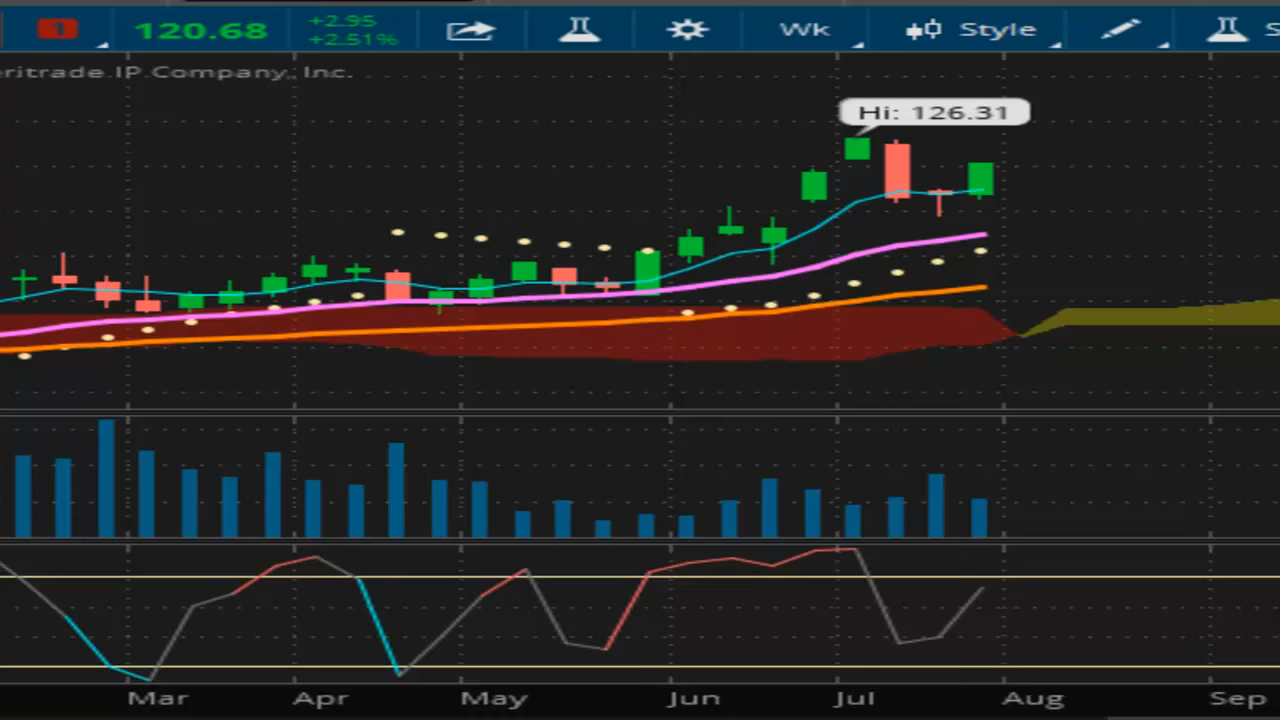 1
120.68
+2.95
+2.51%
Wk
Style
eritrade IP Company, Inc.
Hi: 126.31
Mar Apr May Jun Jul Aug Sep